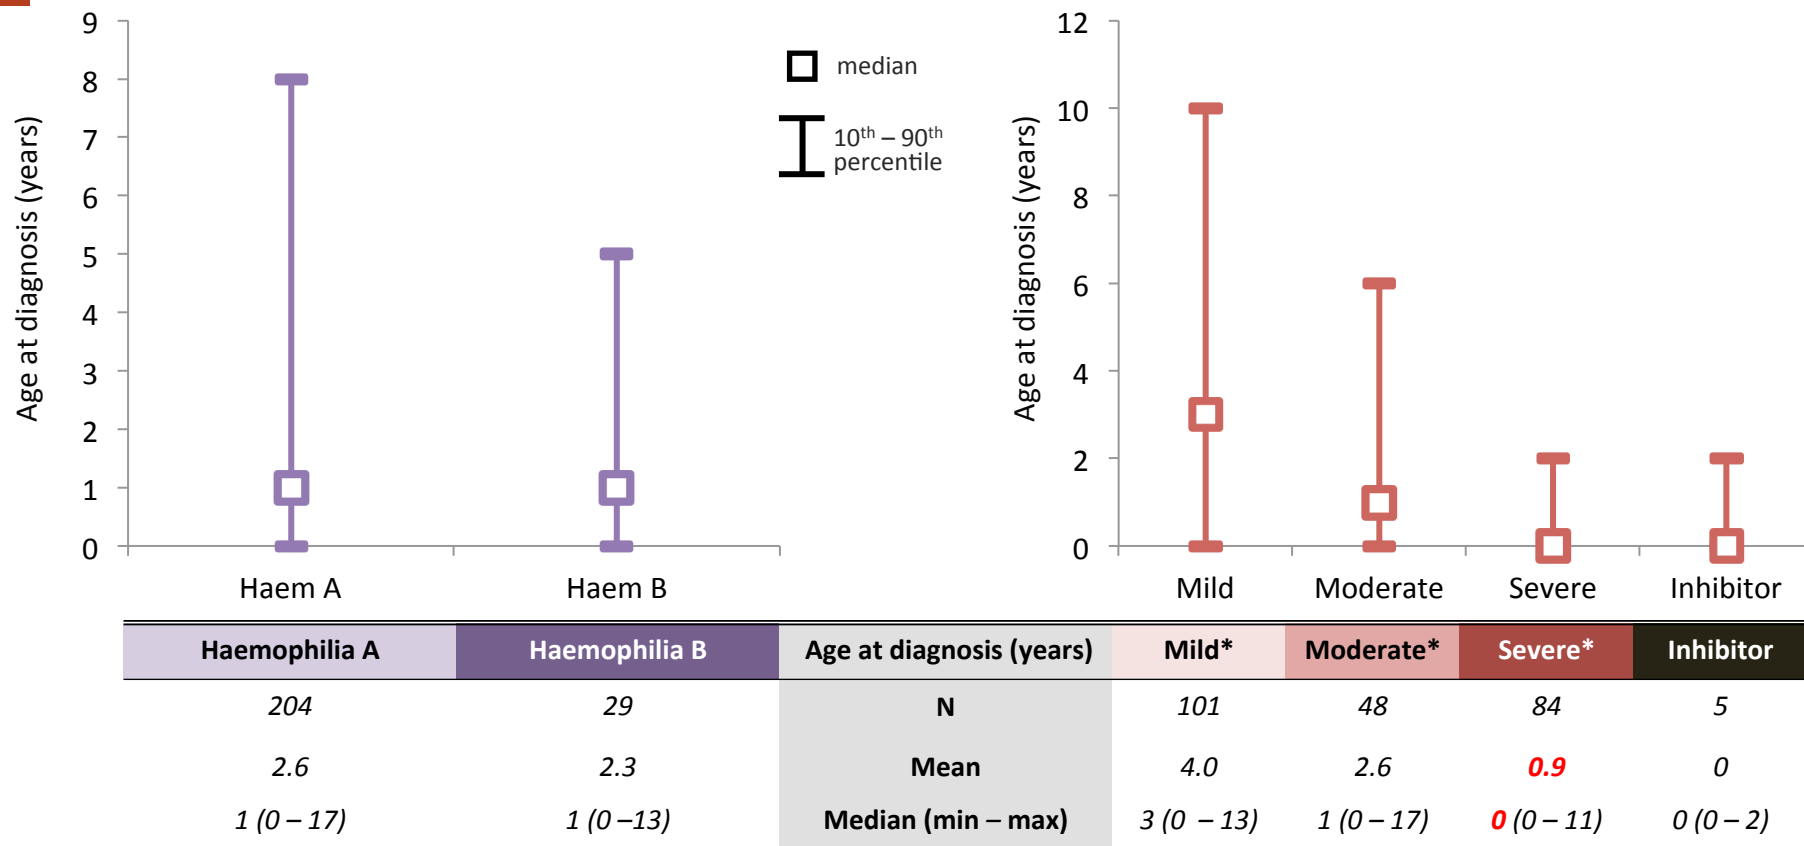 9
8
7
6
5
4
3
2
1
0
Age at diagnosis (years)
Haem A Haem B
median
10th – 90th
percentile
12
10
8
6
4
2
0
Age at diagnosis (years)
Mild Moderate Severe Inhibitor
Haemophilia A Haemophilia B Age at diagnosis (years) Mild* Moderate* Severe* Inhibitor
204 29 N 101 48 84 5
2.6 2.3 Mean 4.0 2.6 0.9 0
1 (0 – 17) 1 (0 –13) Median (min – max) 3 (0 – 13) 1 (0 – 17) 0 (0 – 11) 0 (0 – 2)